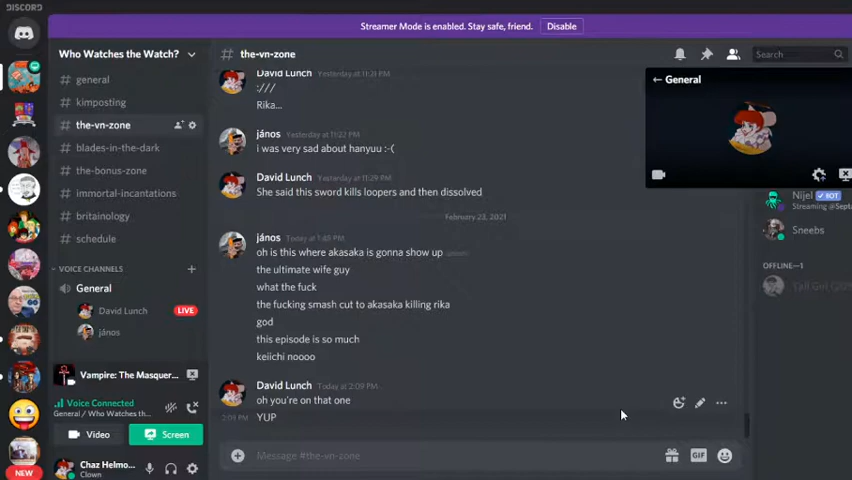 DISCORD
Streamer Mode is enabled. Stay safe, friend.
Disable
Who Watches the Watch?
# the-vn-zone
Search
# general
# kimposting
# the-vn-zone
# blades-in-the-dark
# the-bonus-zone
# immortal-incantations
# britainology
# schedule
VOICE CHANNELS
General
David Lunch
LIVE
jános
Vampire: The Masquer...
Voice Connected
General / Who Watches th...
Video
Screen
Chaz Helmo...
Clown
NEW
David Lunch Yesterday at 11:21 PM
:///
Rika...
jános Yesterday at 11:22 PM
i was very sad about hanyuu :-(
David Lunch Yesterday at 11:29 PM
She said this sword kills loopers and then dissolved
February 23, 2021
jános Today at 1:45 PM
oh is this where akasaka is gonna show up (edited)
the ultimate wife guy
what the fuck
the fucking smash cut to akasaka killing rika
god
this episode is so much
keiichi noooo
David Lunch Today at 2:09 PM
oh you're on that one
2:09 PM YUP
Message #the-vn-zone
GIF
← General
Nijel BOT
Streaming @Septa
Sneebs
OFFLINE—1